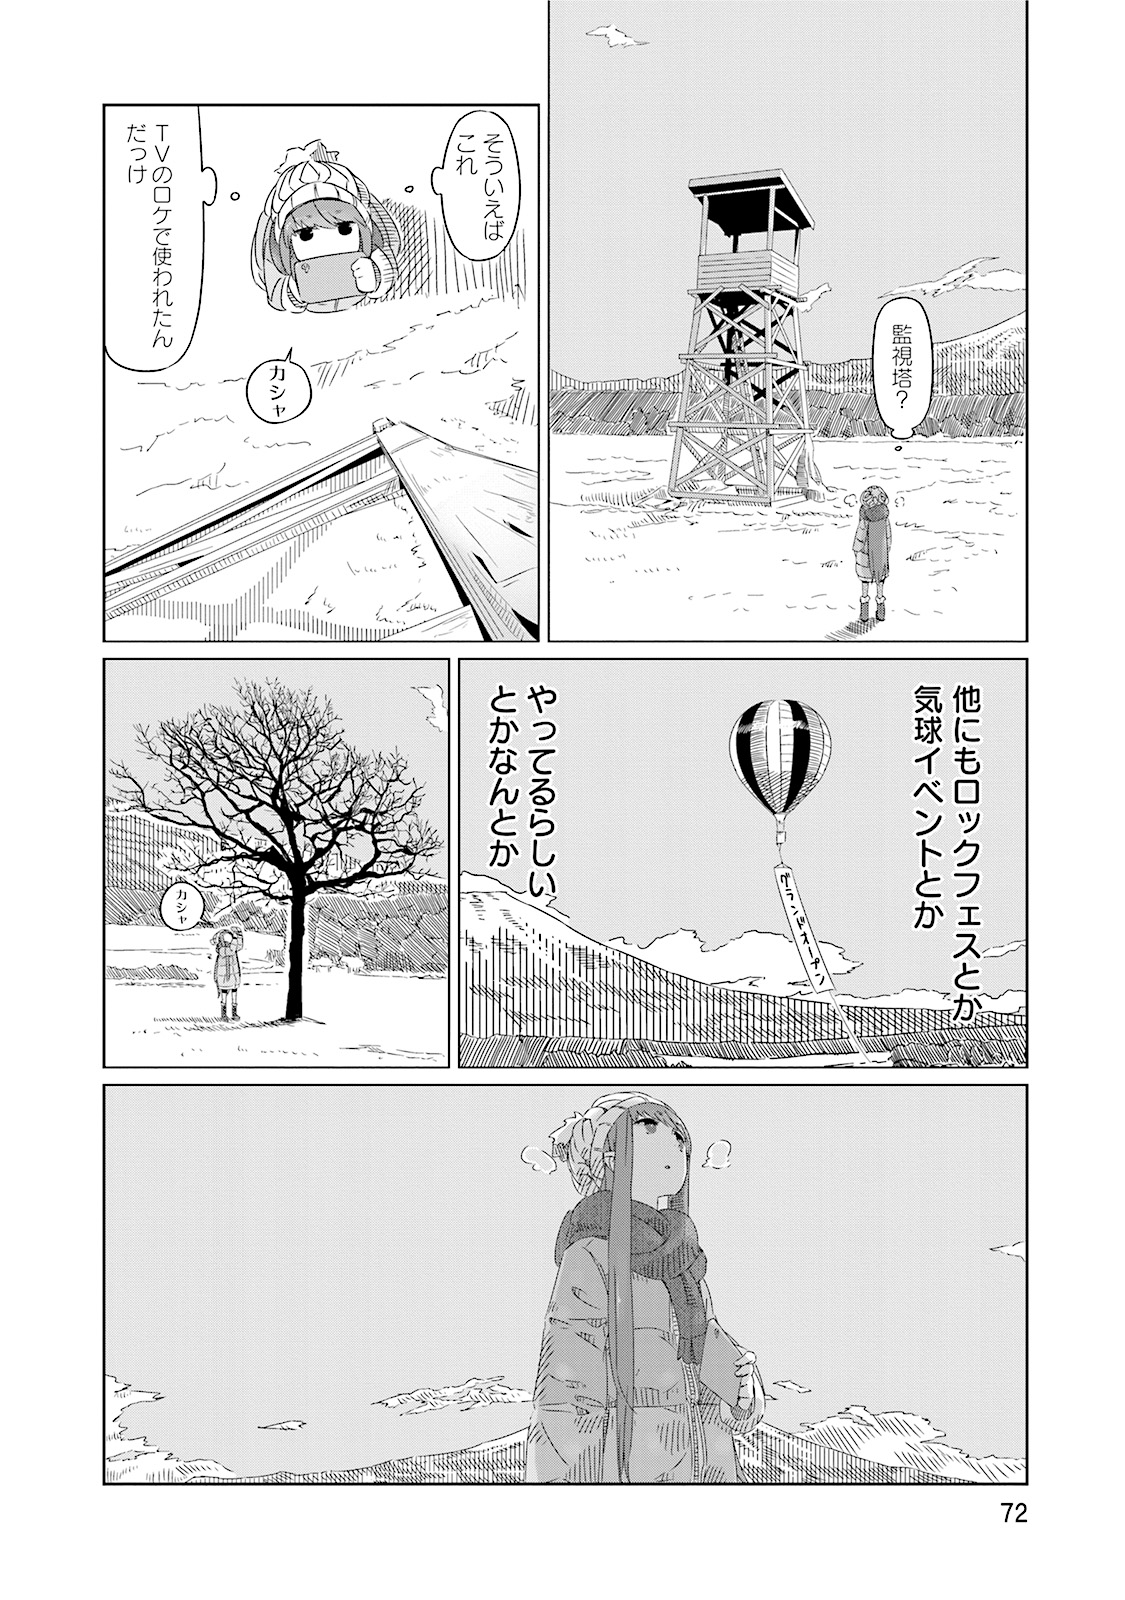 監視塔?
そういえば
これ
カシャ
TVのロケで使われたん
だっけ
他にもロックフェスとか
気球イベントとか
グランドオープン
やってるらしい
とかなんとか
カシャ
72